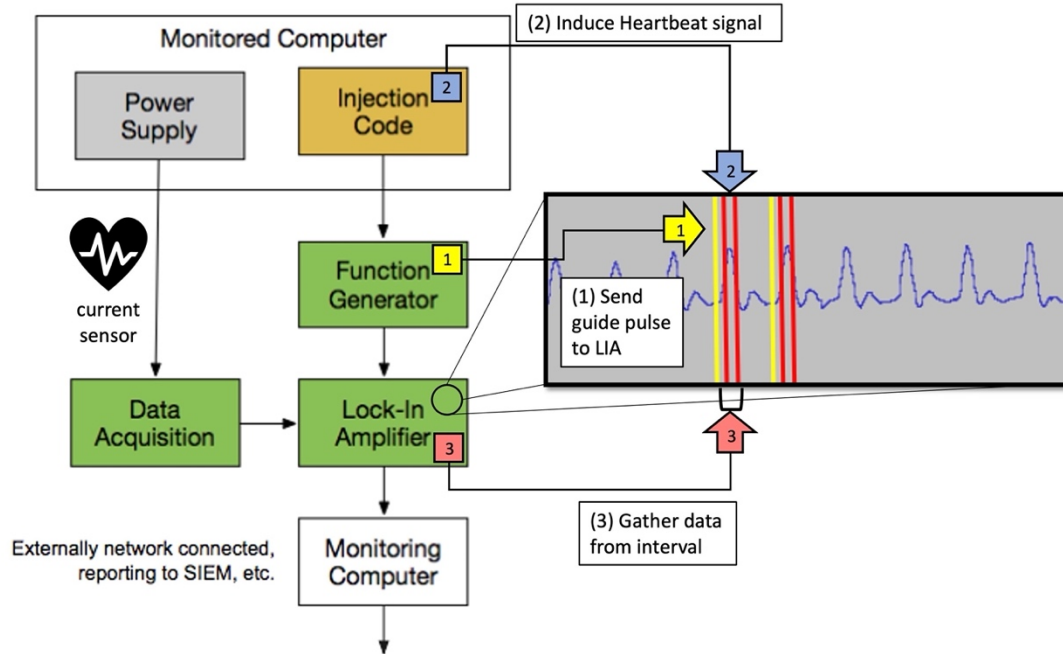 (2) Induce Heartbeat signal
Monitored Computer
Power
Supply
Injection
Code
2
2
current
sensor
Function
Generator
1
1
(1) Send
guide pulse
to LIA
Data
Acquisition
Lock-In
Amplifier
3
3
(3) Gather data
from interval
Externally network connected,
reporting to SIEM, etc.
Monitoring
Computer